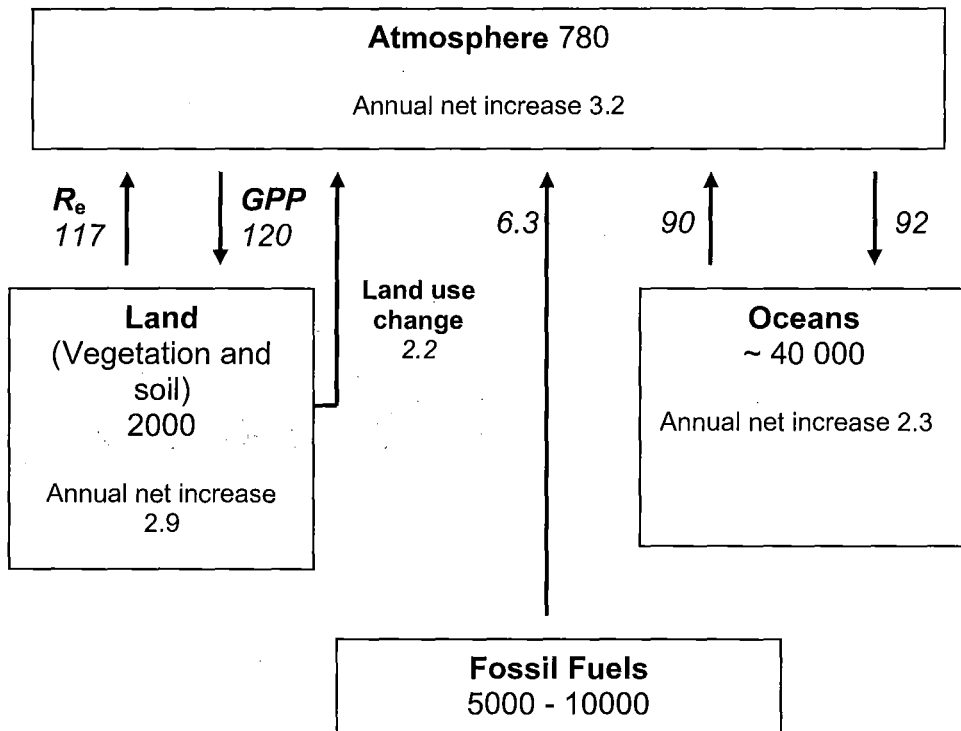 Atmosphere 780
Annual net increase 3.2
Re
117
GPP
120
6.3
90
92
Land use
change
2.2
Land
(Vegetation and
soil)
2000
Annual net increase
2.9
Oceans
~ 40 000
Annual net increase 2.3
Fossil Fuels
5000 - 10000